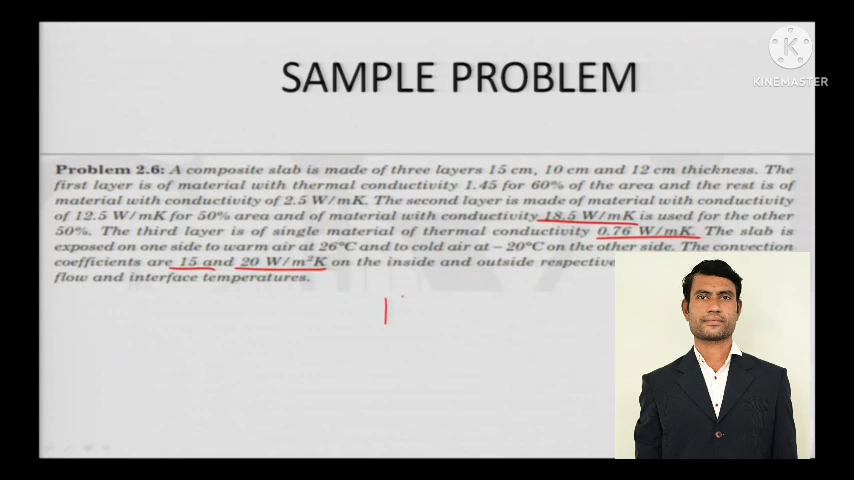 SAMPLE PROBLEM
K
KINEMASTER
Problem 2.6: A composite slab is made of three layers 15 cm, 10 cm and 12 cm thickness. The
first layer is of material with thermal conductivity 1.45 for 60% of the area and the rest is of
material with conductivity of 2.5 W/mK. The second layer is made of material with conductivity
of 12.5 W/mK for 50% area and of material with conductivity 18.5 W/mK is used for the other
50%. The third layer is of single material of thermal conductivity 0.76 W/mK. The slab is
exposed on one side to warm air at 26°C and to cold air at – 20°C on the other side. The convection
coefficients are 15 and 20 W/m²K on the inside and outside respective
flow and interface temperatures.